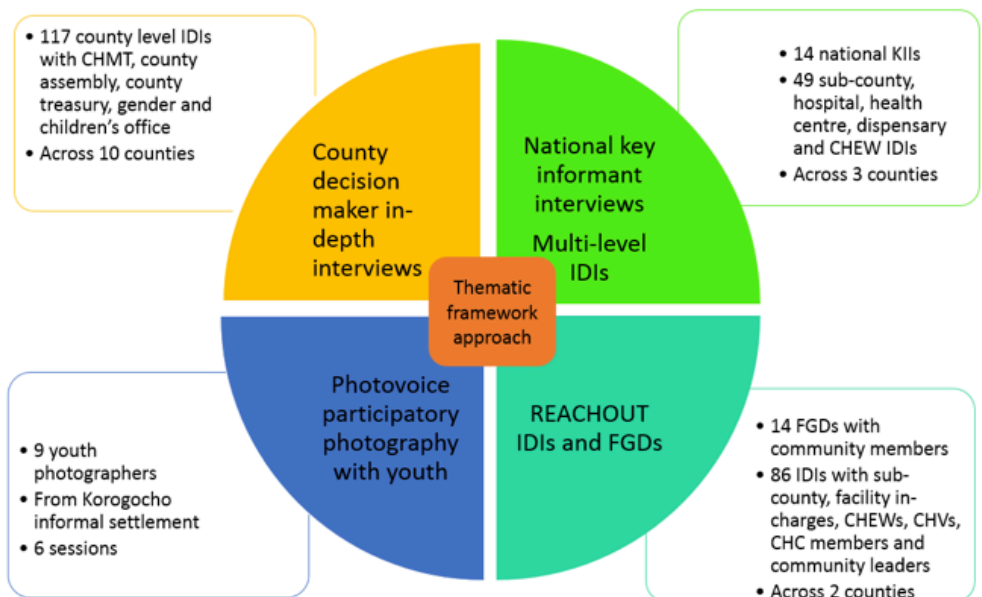 • 117 county level IDIs
with CHMT, county
assembly, county
treasury, gender and
children's office
• Across 10 counties
County
decision
maker in-
depth
interviews
National key
informant
interviews
Multi-level
IDIs
• 14 national KIIs
• 49 sub-county,
hospital, health
centre, dispensary
and CHEW IDIs
• Across 3 counties
Thematic
framework
approach
• 9 youth
photographers
• From Korogocho
informal settlement
• 6 sessions
Photovoice
participatory
photography
with youth
REACHOUT
IDIs and FGDs
• 14 FGDs with
community members
• 86 IDIs with sub-
county, facility in-
charges, CHEWs, CHVs,
CHC members and
community leaders
• Across 2 counties